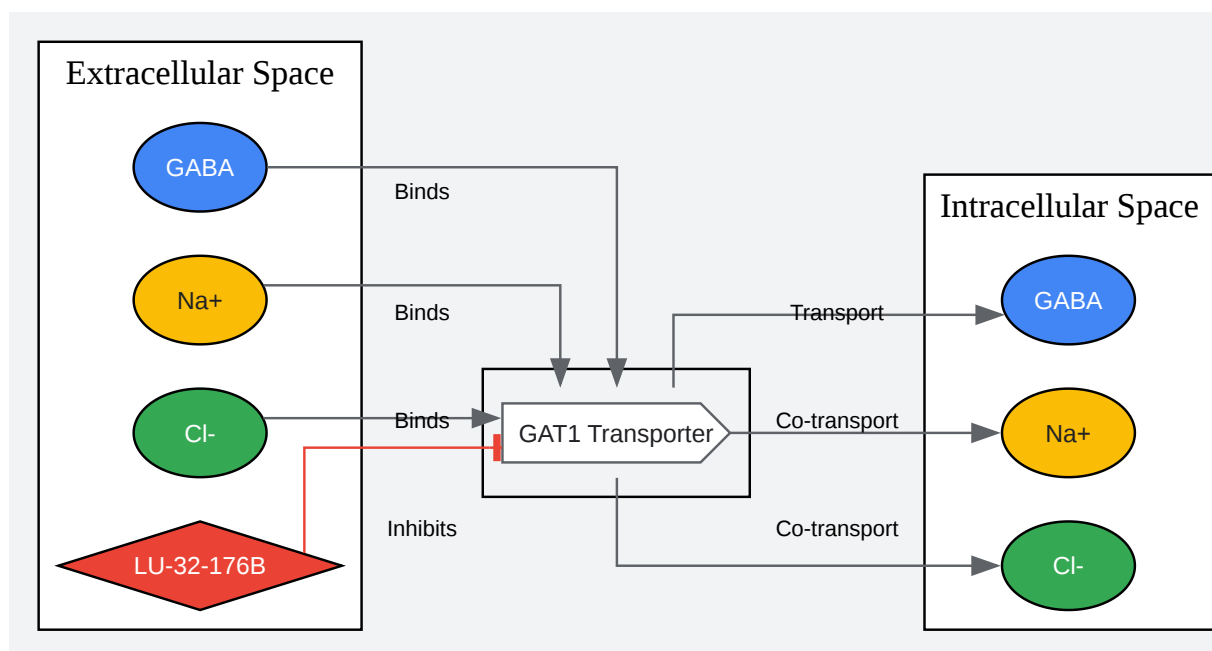 Extracellular Space
GABA
Binds
Na+
Binds
Cl-
Binds
LU-32-176B
Inhibits
GAT1 Transporter
Intracellular Space
Transport
GABA
Co-transport
Na+
Co-transport
Cl-